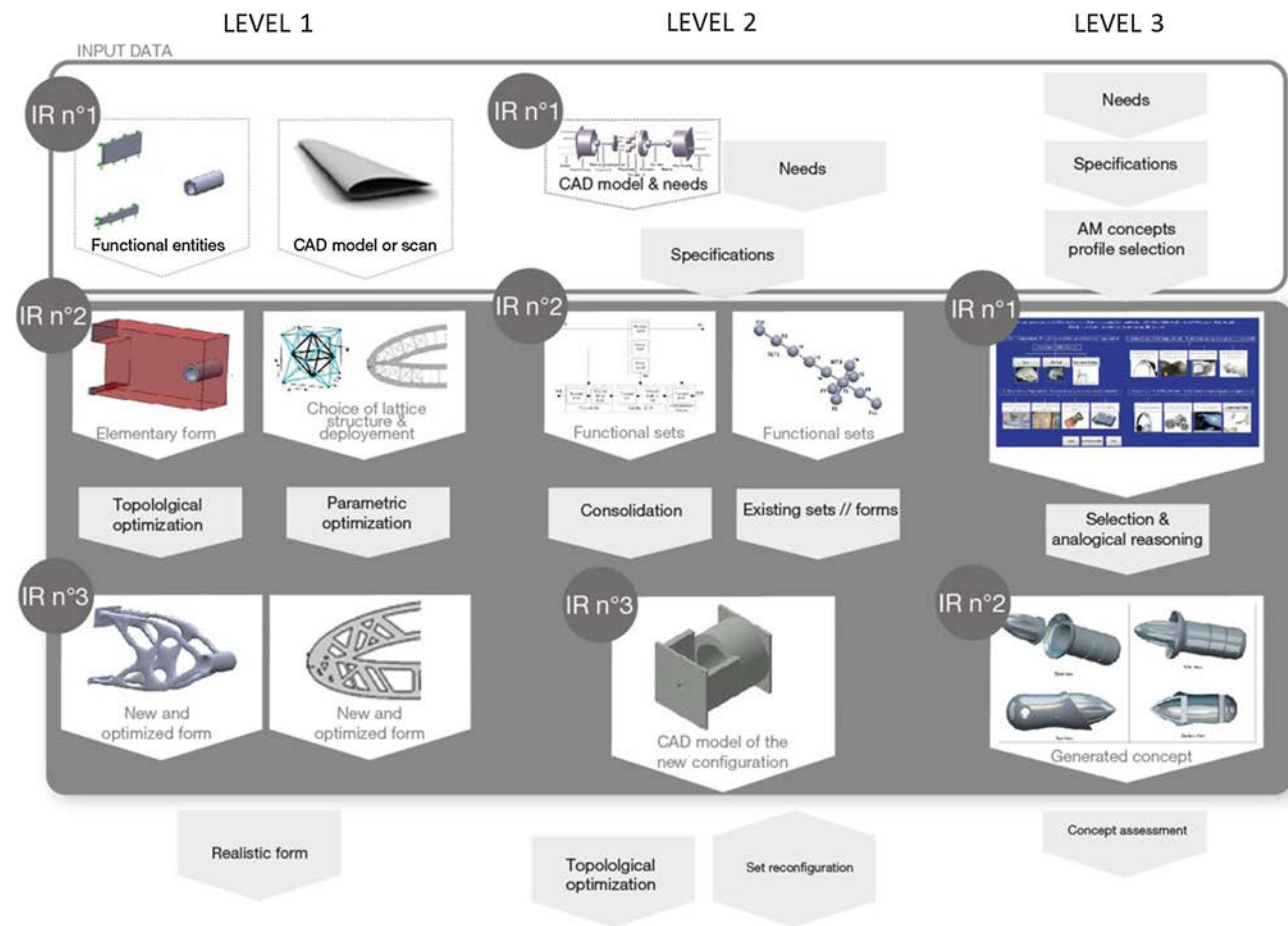 LEVEL 1
LEVEL 2
LEVEL 3
INPUT DATA
IR n°1
Functional entities
CAD model or scan
IR n°1
CAD model & needs
Needs
Specifications
Needs
Specifications
AM concepts
profile selection
IR n°2
Elementary form
Choice of lattice
structure &
deployement
IR n°2
Functional sets
Functional sets
IR n°1
Topololgical
optimization
Parametric
optimization
Consolidation
Existing sets // forms
Selection &
analogical reasoning
IR n°3
New and
optimized form
New and
optimized form
IR n°3
CAD model of the
new configuration
IR n°2
Generated concept
Realistic form
Topololgical
optimization
Set reconfiguration
Concept assessment